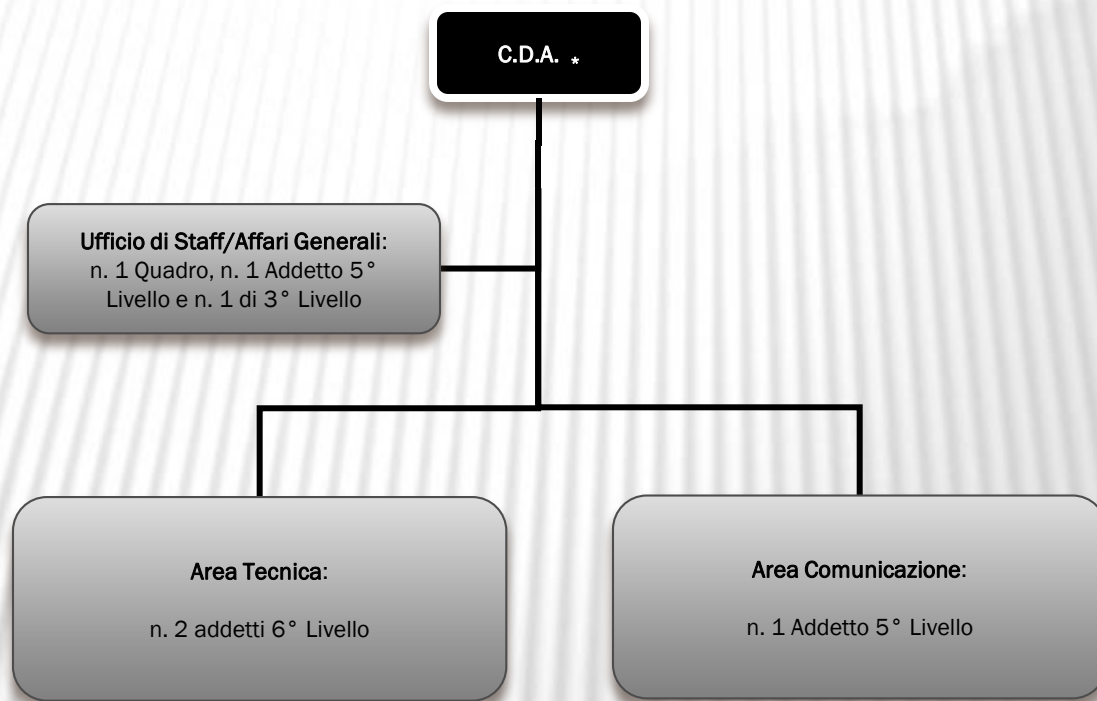 C.D.A. *
Ufficio di Staff/Affari Generali:
n. 1 Quadro, n. 1 Addetto 5°
Livello e n. 1 di 3° Livello
Area Tecnica:
n. 2 addetti 6° Livello
Area Comunicazione:
n. 1 Addetto 5° Livello